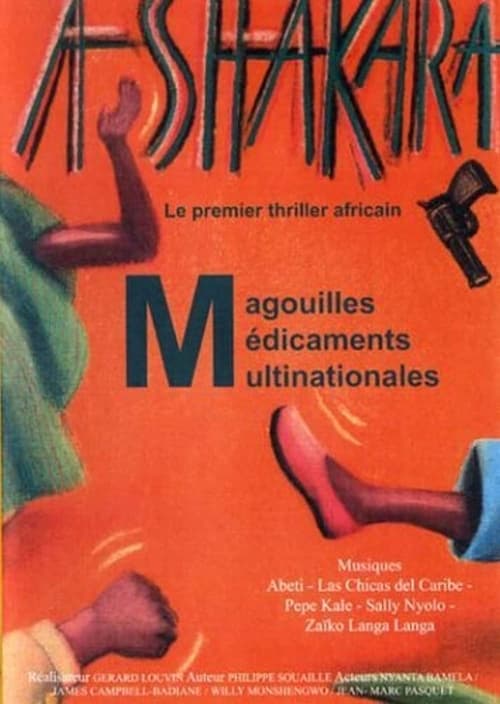 ASHAKARA
Le premier thriller africain
Magouilles
Médicaments
Multinationales
Musiques
Abeti - Las Chicas del Caribe -
Pepe Kale - Sally Nyolo -
Zaïko Langa Langa
Réalisateur GERARD LOUVIN Auteur PHILIPPE SOUAILLE Acteurs NYANTA BAMELA /
JAMES CAMPBELL-BADIANE / WILLY MONSHENGWO / JEAN- MARC PASQUET